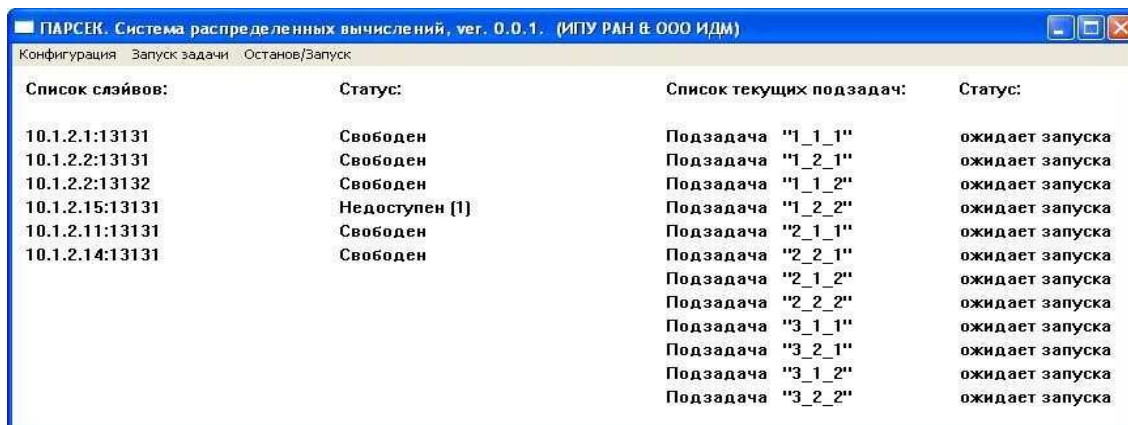 ПАРСЕК. Система распределенных вычислений, ver. 0.0.1. (ИПУ РАН & ООО ИДМ)
Конфигурация Запуск задачи Останов/Запуск
Список слэйвов: Статус: Список текущих подзадач: Статус:
10.1.2.1:13131 Свободен Подзадача "1_1_1" ожидает запуска
10.1.2.2:13131 Свободен Подзадача "1_2_1" ожидает запуска
10.1.2.2:13132 Свободен Подзадача "1_1_2" ожидает запуска
10.1.2.15:13131 Недоступен (1) Подзадача "1_2_2" ожидает запуска
10.1.2.11:13131 Свободен Подзадача "2_1_1" ожидает запуска
10.1.2.14:13131 Свободен Подзадача "2_2_1" ожидает запуска
Подзадача "2_1_2" ожидает запуска
Подзадача "2_2_2" ожидает запуска
Подзадача "3_1_1" ожидает запуска
Подзадача "3_2_1" ожидает запуска
Подзадача "3_1_2" ожидает запуска
Подзадача "3_2_2" ожидает запуска